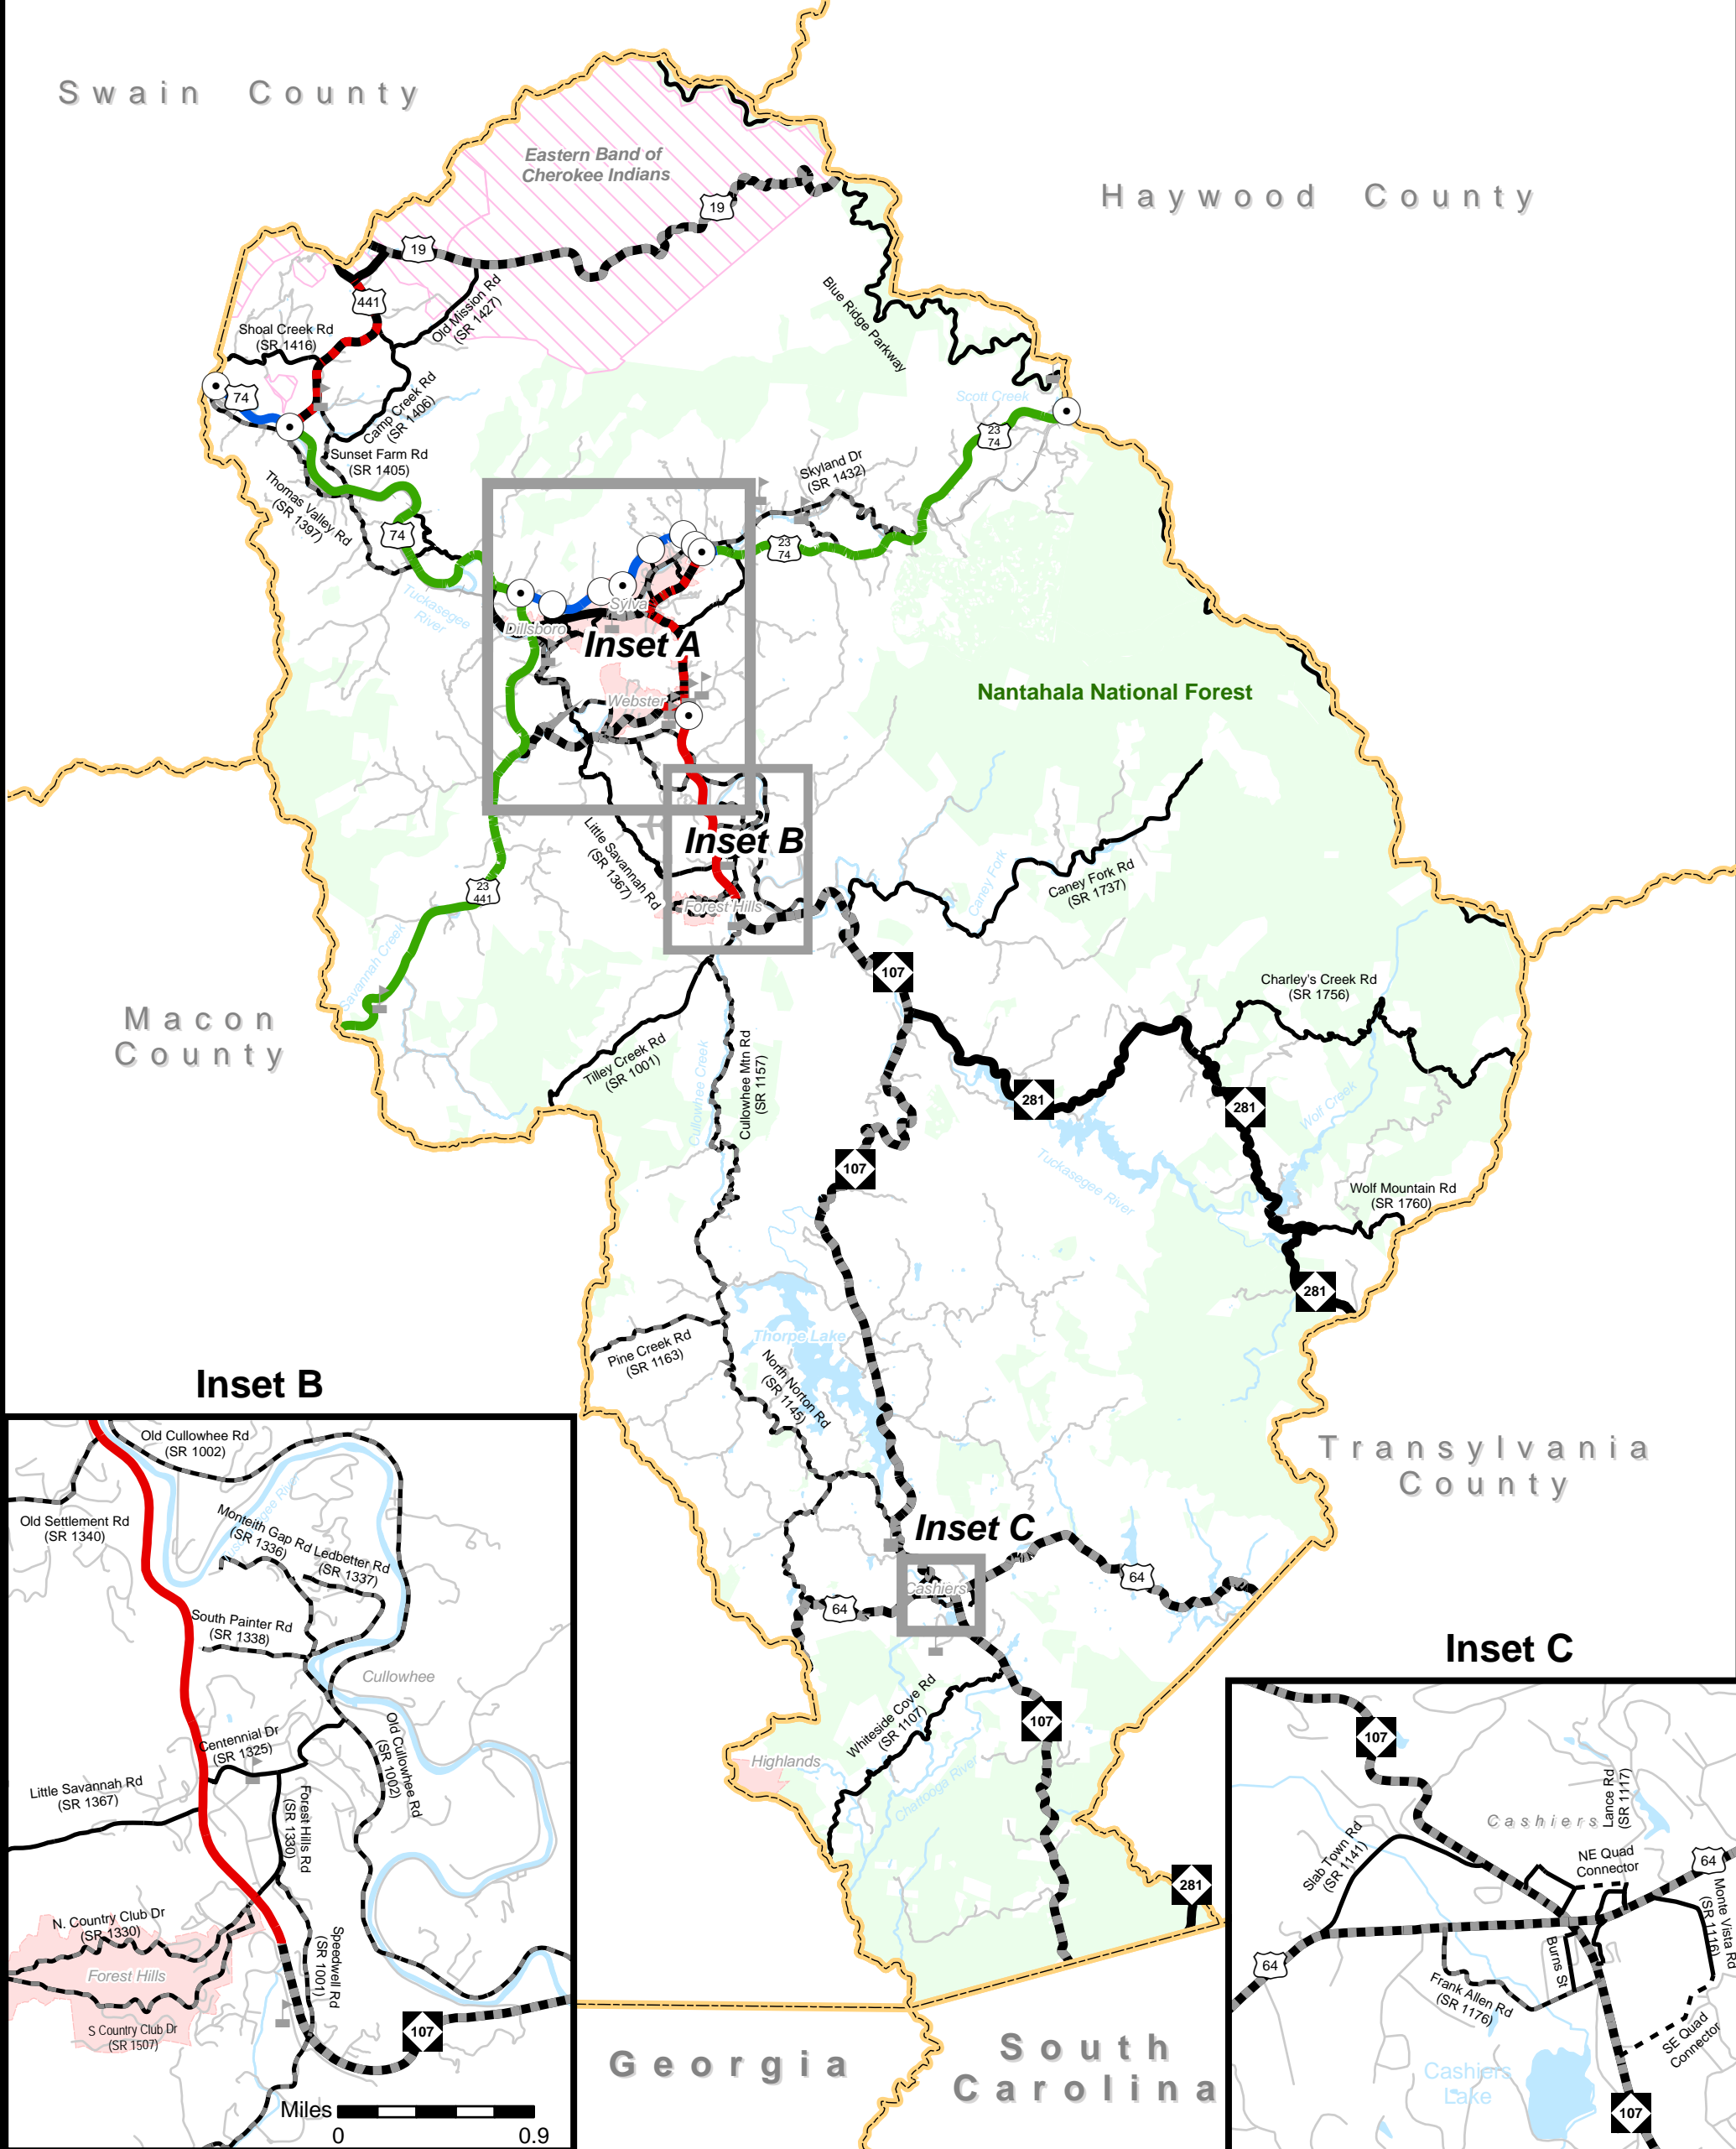 Swain County
Haywood County
Eastern Band of
Cherokee Indians
19
19
441
Old Mission Rd
(SR 1427)
Shoal Creek Rd
(SR 1416)
Blue Ridge Parkway
74
Camp Creek Rd
(SR 1406)
Scott Creek
23
74
Sunset Farm Rd
(SR 1405)
Skyland Dr
(SR 1432)
Thomas Valley Rd
(SR 1397)
74
23
74
Tuckasegee
River
Sylva
Dillsboro
Inset A
Webster
Nantahala National Forest
Inset B
Little Savannah Rd
(SR 1367)
Caney Fork
Caney Fork Rd
(SR 1737)
23
441
Forest Hills
Savannah Creek
107
Charley's Creek Rd
(SR 1756)
Macon
County
Tilley Creek Rd
(SR 1001)
Cullowhee Creek
Cullowhee Mtn Rd
(SR 1157)
281
281
Wolf Creek
107
Tuckasegee River
Wolf Mountain Rd
(SR 1760)
281
Thorpe Lake
Pine Creek Rd
(SR 1163)
North Norton Rd
(SR 1145)
Transylvania
County
Inset C
Cashiers
64
64
Whiteside Cove Rd
(SR 1107)
107
Highlands
Chattooga River
281
Georgia
South
Carolina
Inset B
Old Cullowhee Rd
(SR 1002)
Old Settlement Rd
(SR 1340)
Monteith Gap Rd
(SR 1336)
Ledbetter Rd
(SR 1337)
South Painter Rd
(SR 1338)
Cullowhee
Centennial Dr
(SR 1325)
Old Cullowhee Rd
(SR 1002)
Little Savannah Rd
(SR 1367)
Forest Hills Rd
(SR 1330)
N. Country Club Dr
(SR 1330)
Forest Hills
Speedwell Rd
(SR 1001)
S Country Club Dr
(SR 1507)
107
Miles
0 0.9
Inset C
107
Lance Rd
(SR 1117)
Cashiers
Slab Town Rd
(SR 1141)
NE Quad
Connector
64
Monte Vista Rd
(SR 1116)
64
Burns St
Frank Allen Rd
(SR 1176)
SE Quad
Connector
Cashiers
Lake
107